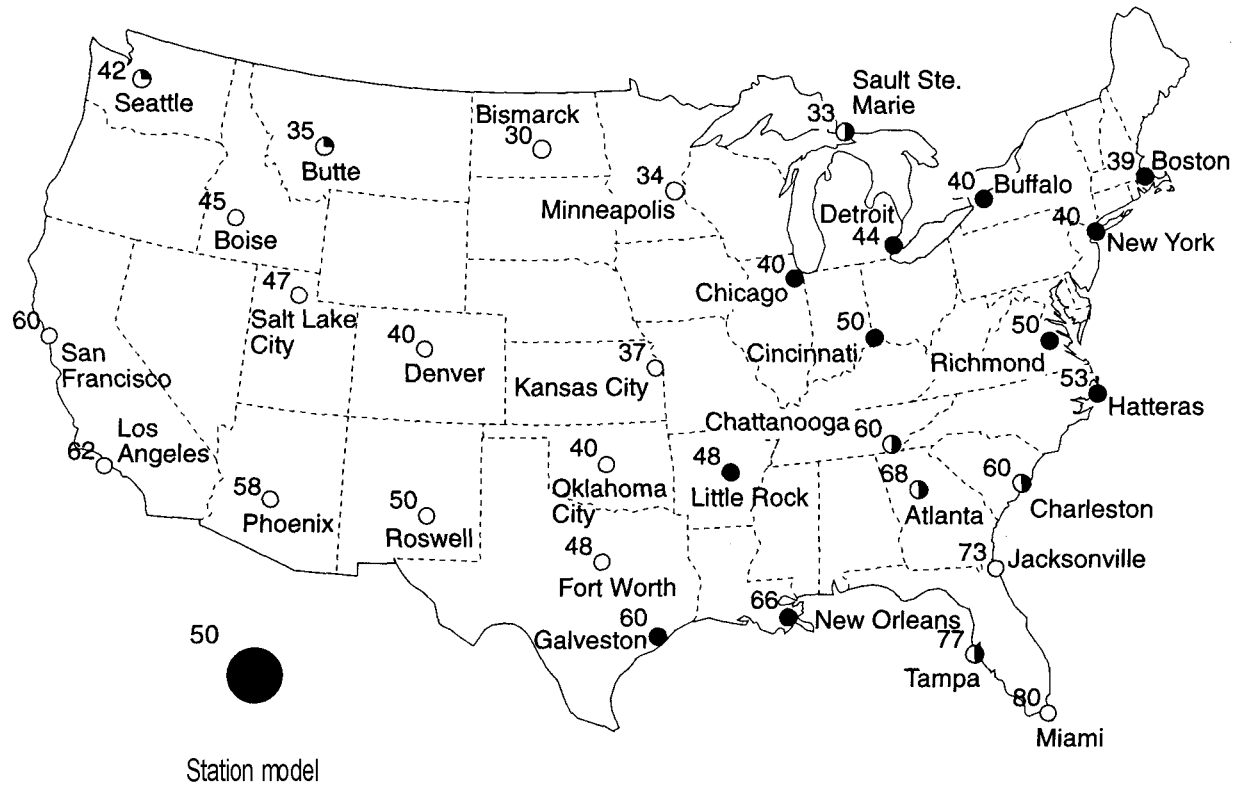 42
Seattle
35
Butte
Bismarck
30
34
Minneapolis
Sault Ste.
Marie
33
39
Boston
40
Buffalo
Detroit
44
40
New York
45
Boise
47
Salt Lake
City
40
Chicago
60
San
Francisco
40
Denver
37
Kansas City
50
Cincinnati
50
Richmond
53
Hatteras
Los
Angeles
62
58
Phoenix
50
Roswell
40
Oklahoma
City
48
Little Rock
Chattanooga
60
68
Atlanta
60
Charleston
48
Fort Worth
73
Jacksonville
60
Galveston
66
New Orleans
77
Tampa
80
Miami
50
Station model